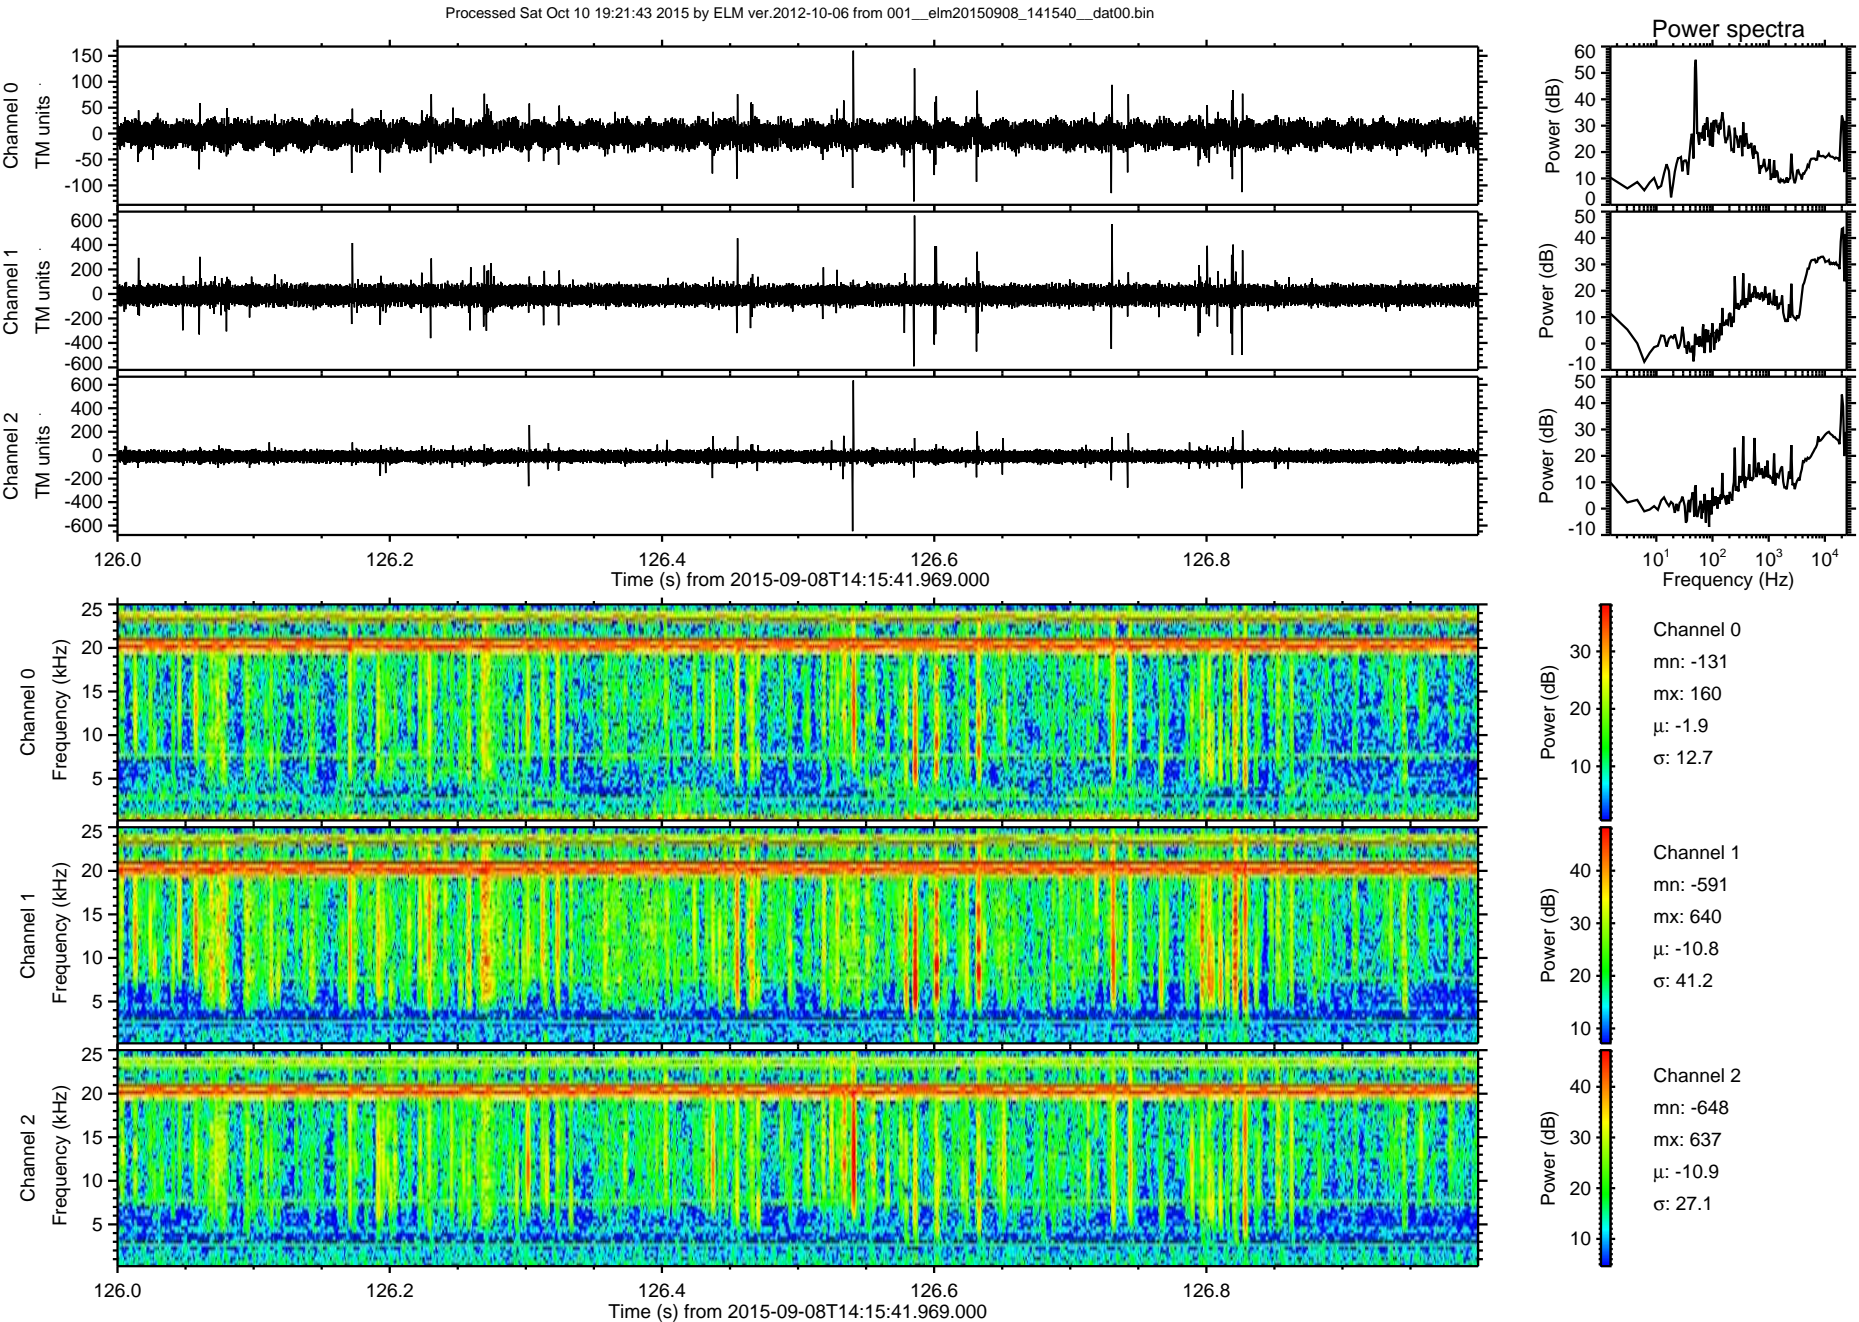 Processed Sat Oct 10 19:21:43 2015 by ELM ver.2012-10-06 from 001__elm20150908_141540__dat00.bin
Power spectra
Channel 0
TM units
150
100
50
0
-50
-100
Power (dB)
60
50
40
30
20
10
0
Channel 1
TM units
600
400
200
0
-200
-400
-600
Power (dB)
50
40
30
20
10
0
-10
Channel 2
TM units
600
400
200
0
-200
-400
-600
Power (dB)
50
40
30
20
10
0
-10
126.0 126.2 126.4 126.6 126.8
Time (s) from 2015-09-08T14:15:41.969.000
10¹ 10² 10³ 10⁴
Frequency (Hz)
Channel 0
Frequency (kHz)
25
20
15
10
5
Power (dB)
30
20
10
Channel 0
mn: -131
mx: 160
µ: -1.9
σ: 12.7
Channel 1
Frequency (kHz)
25
20
15
10
5
Power (dB)
40
30
20
10
Channel 1
mn: -591
mx: 640
µ: -10.8
σ: 41.2
Channel 2
Frequency (kHz)
25
20
15
10
5
Power (dB)
40
30
20
10
Channel 2
mn: -648
mx: 637
µ: -10.9
σ: 27.1
126.0 126.2 126.4 126.6 126.8
Time (s) from 2015-09-08T14:15:41.969.000